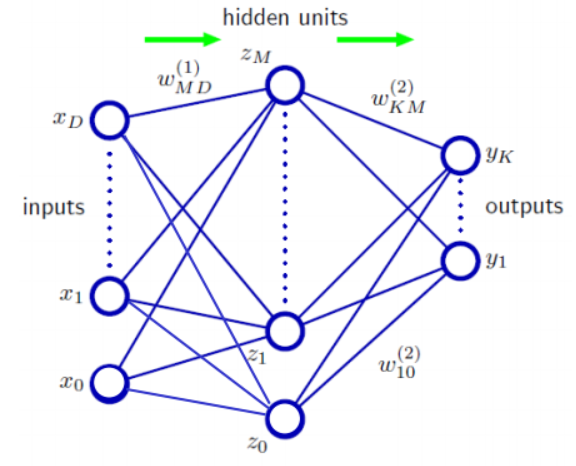 hidden units
z_M
w_{MD}^{(1)}
w_{KM}^{(2)}
x_D
y_K
inputs
outputs
y_1
x_1
z_1
w_{10}^{(2)}
x_0
z_0